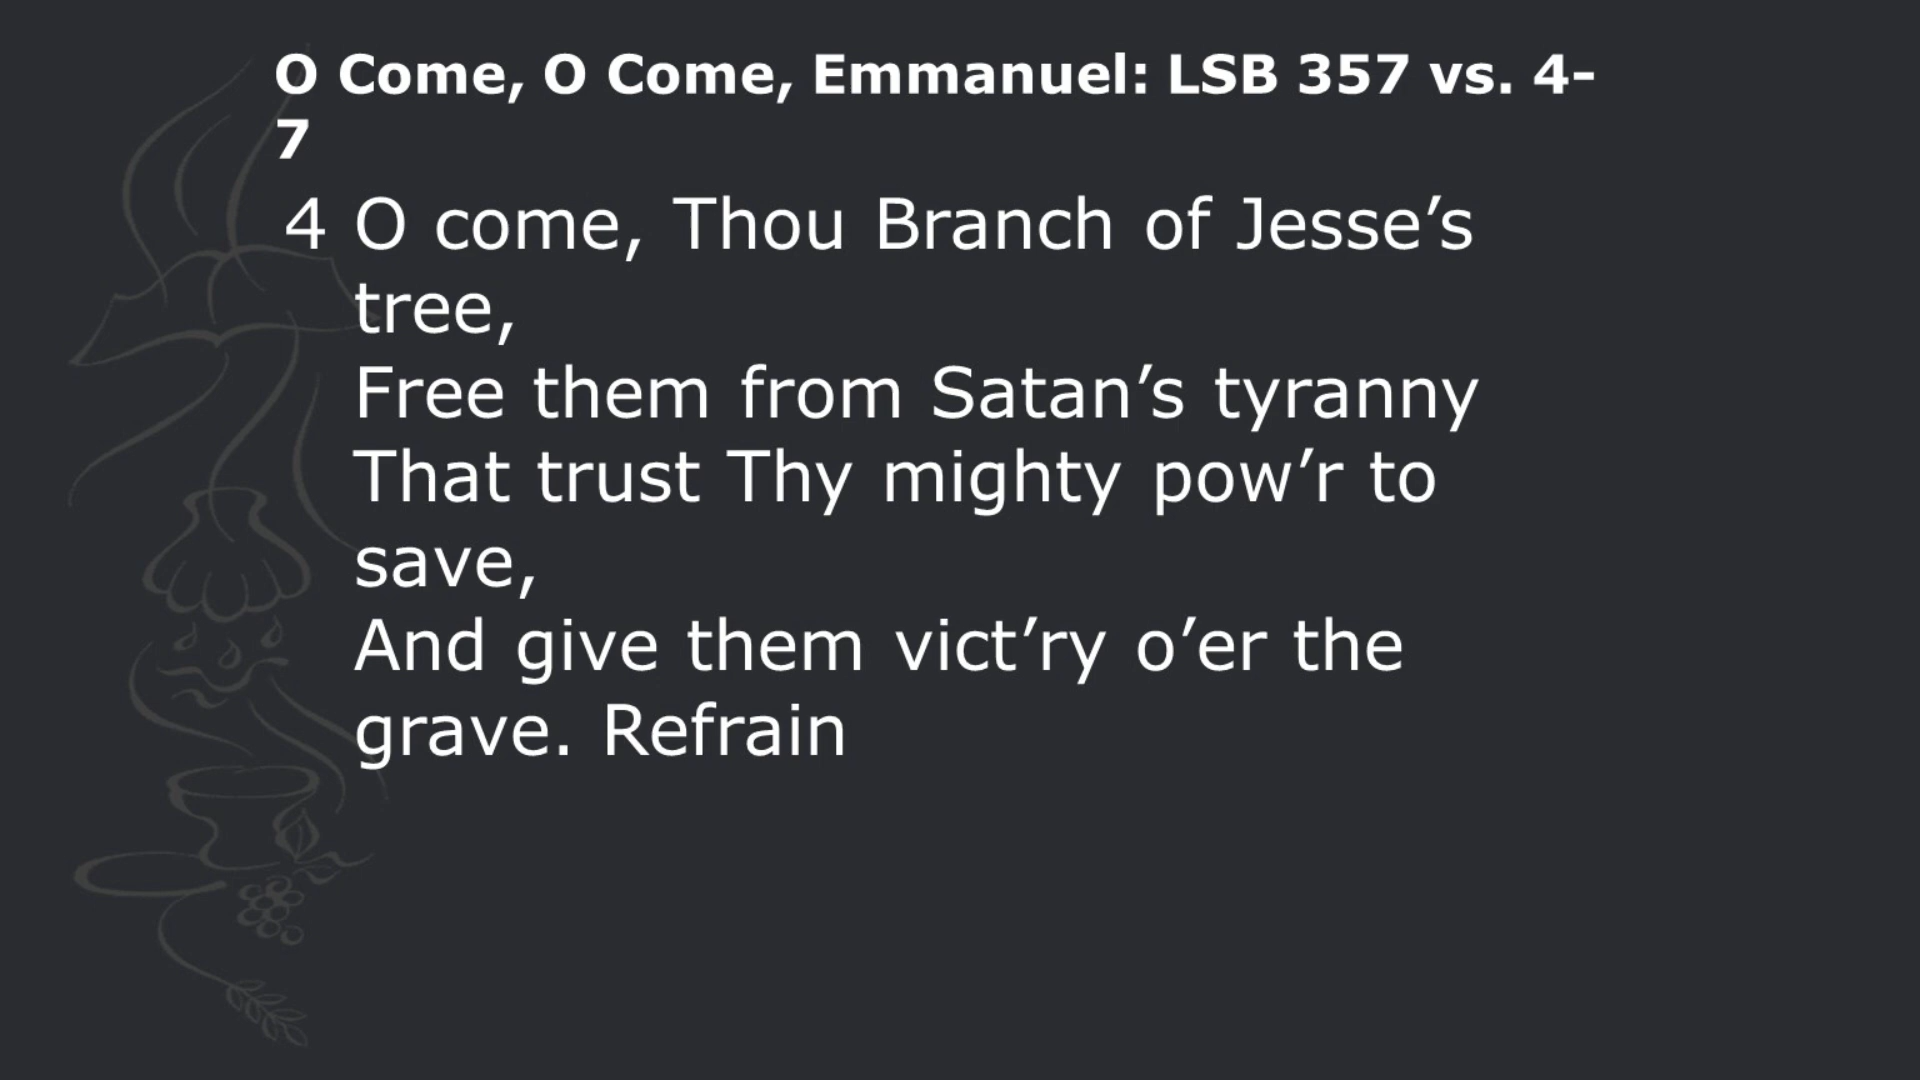 O Come, O Come, Emmanuel: LSB 357 vs. 4-
7
4 O come, Thou Branch of Jesse’s
tree,
Free them from Satan’s tyranny
That trust Thy mighty pow’r to
save,
And give them vict’ry o’er the
grave. Refrain